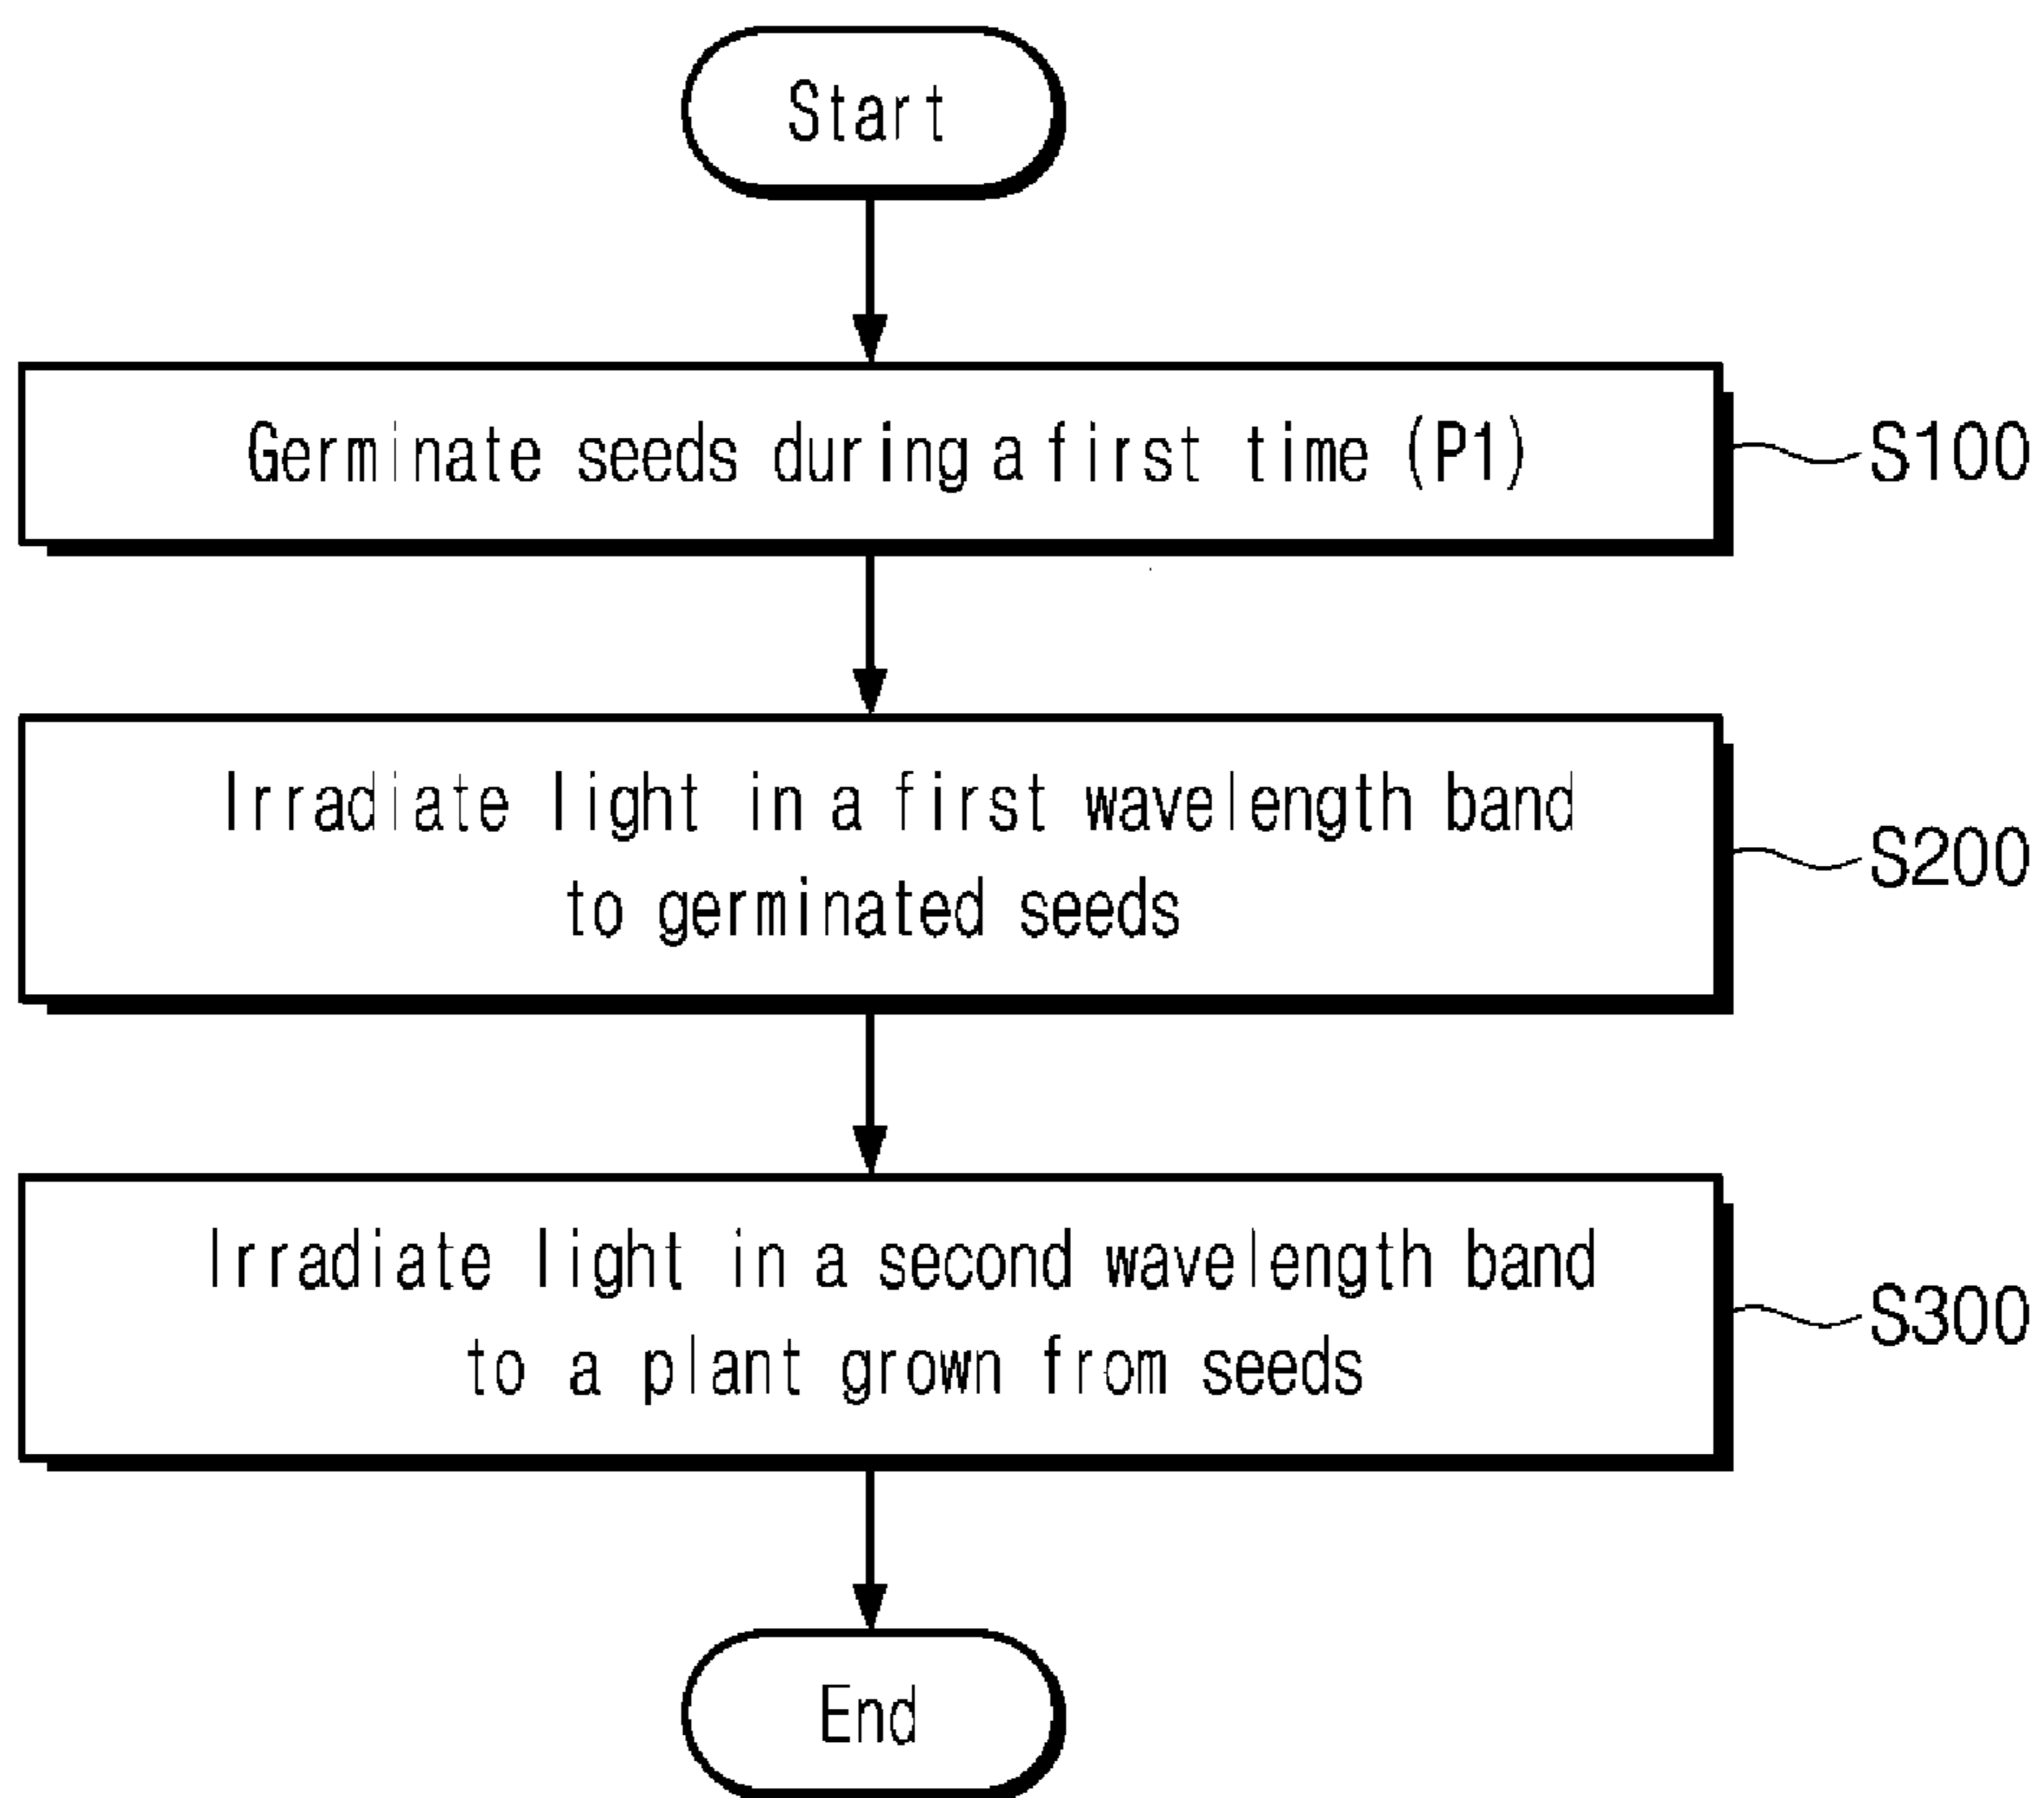 Start
Germinate seeds during a first time (P1)
S100
Irradiate light in a first wavelength band
to germinated seeds
S200
Irradiate light in a second wavelength band
to a plant grown from seeds
S300
End